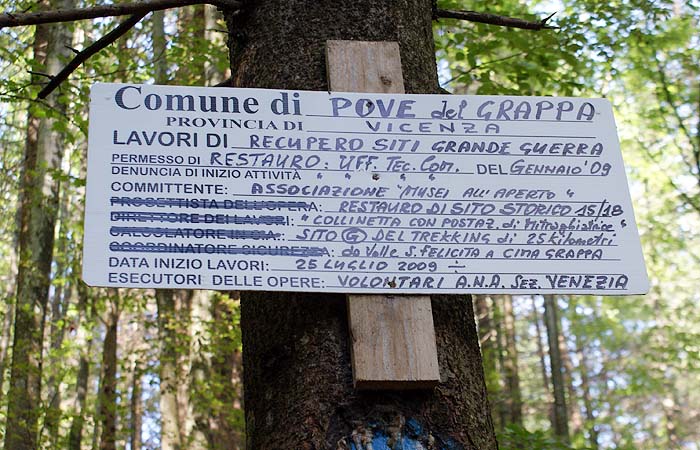 Comune di POVE del GRAPPA
PROVINCIA DI VICENZA
LAVORI DI RECUPERO SITI GRANDE GUERRA
PERMESSO DI RESTAURO: UFF. TEC. COM. DEL GENNAIO '09
DENUNCIA DI INIZIO ATTIVITÀ " " " "
COMMITTENTE: ASSOCIAZIONE "MUSEI ALL'APERTO"
PROGETTISTA DELL'OPERA: RESTAURO DI SITO STORICO 15/18
DIRETTORE DEI LAVORI: "COLLINETTA CON POSTAZ. di Mitragliatrice"
CALCOLATORE IN CA: SITO G DEL TREKKING di 25 Kilometri
COORDINATORE SICUREZZA: da Valle S. FELICITA a CIMA GRAPPA
DATA INIZIO LAVORI: 25 LUGLIO 2009
ESECUTORI DELLE OPERE: VOLONTARI A.N.A. SEZ. VENEZIA